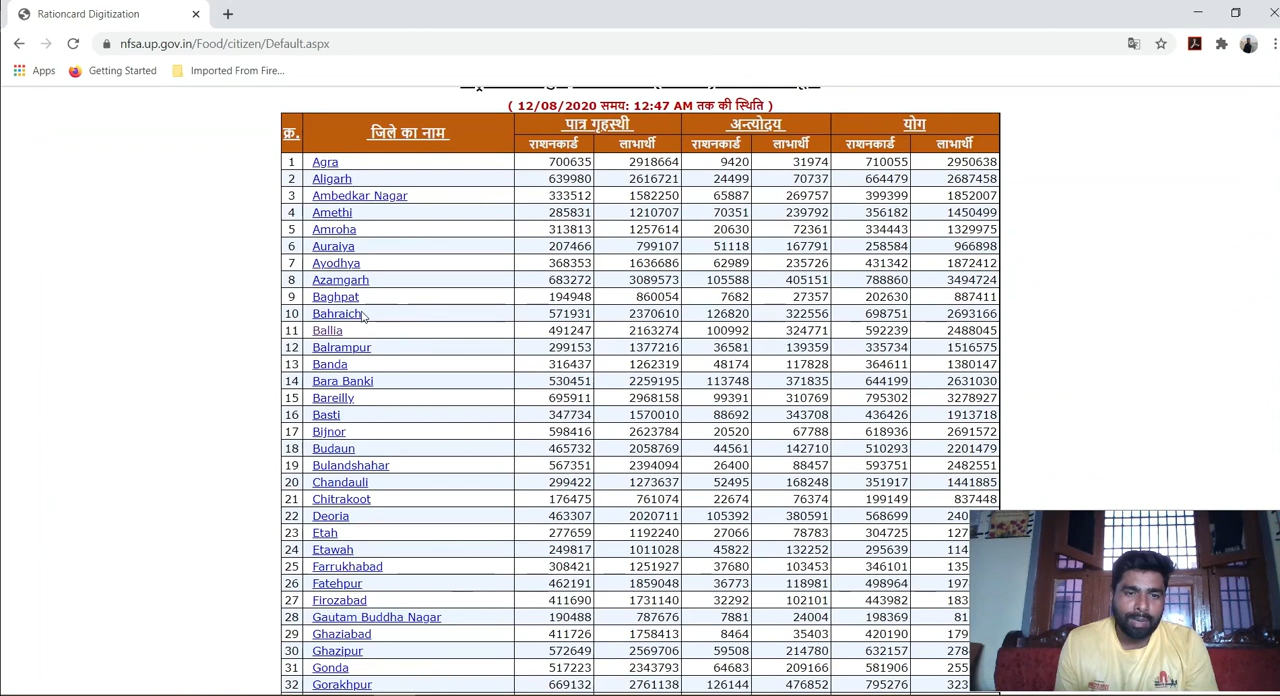 Rationcard Digitization
nfsa.up.gov.in/Food/citizen/Default.aspx
Apps Getting Started Imported From Fire...
( 12/08/2020 समय: 12:47 AM तक की स्थिति )
क्र. जिले का नाम पात्र गृहस्थी अन्त्योदय योग
राशनकार्ड लाभार्थी राशनकार्ड लाभार्थी राशनकार्ड लाभार्थी
1 Agra 700635 2918664 9420 31974 710055 2950638
2 Aligarh 639980 2616721 24499 70737 664479 2687458
3 Ambedkar Nagar 333512 1582250 65887 269757 399399 1852007
4 Amethi 285831 1210707 70351 239792 356182 1450499
5 Amroha 313813 1257614 20630 72361 334443 1329975
6 Auraiya 207466 799107 51118 167791 258584 966898
7 Ayodhya 368353 1636686 62989 235726 431342 1872412
8 Azamgarh 683272 3089573 105588 405151 788860 3494724
9 Baghpat 194948 860054 7682 27357 202630 887411
10 Bahraich 571931 2370610 126820 322556 698751 2693166
11 Ballia 491247 2163274 100992 324771 592239 2488045
12 Balrampur 299153 1377216 36581 139359 335734 1516575
13 Banda 316437 1262319 48174 117828 364611 1380147
14 Bara Banki 530451 2259195 113748 371835 644199 2631030
15 Bareilly 695911 2968158 99391 310769 795302 3278927
16 Basti 347734 1570010 88692 343708 436426 1913718
17 Bijnor 598416 2623784 20520 67788 618936 2691572
18 Budaun 465732 2058769 44561 142710 510293 2201479
19 Bulandshahar 567351 2394094 26400 88457 593751 2482551
20 Chandauli 299422 1273637 52495 168248 351917 1441885
21 Chitrakoot 176475 761074 22674 76374 199149 837448
22 Deoria 463307 2020711 105392 380591 568699 240
23 Etah 277659 1192240 27066 78783 304725 127
24 Etawah 249817 1011028 45822 132252 295639 114
25 Farrukhabad 308421 1251927 37680 103453 346101 135
26 Fatehpur 462191 1859048 36773 118981 498964 197
27 Firozabad 411690 1731140 32292 102101 443982 183
28 Gautam Buddha Nagar 190488 787676 7881 24004 198369 81
29 Ghaziabad 411726 1758413 8464 35403 420190 179
30 Ghazipur 572649 2569706 59508 214780 632157 278
31 Gonda 517223 2343793 64683 209166 581906 255
32 Gorakhpur 669132 2761138 126144 476852 795276 323